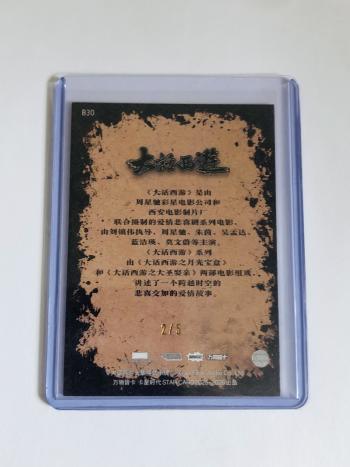 B30
大话西遊
《大话西游》是由
周星驰彩星电影公司和
西安电影制片厂
联合摄制的爱情悲喜剧系列电影，
由刘镇伟执导，周星驰、朱茵、吴孟达、
蓝洁瑛、莫文蔚等主演。
《大话西游》系列
由《大话西游之月光宝盒》
和《大话西游之大圣娶亲》两部电影组成，
讲述了一个跨越时空的
悲喜交加的爱情故事。
2/5